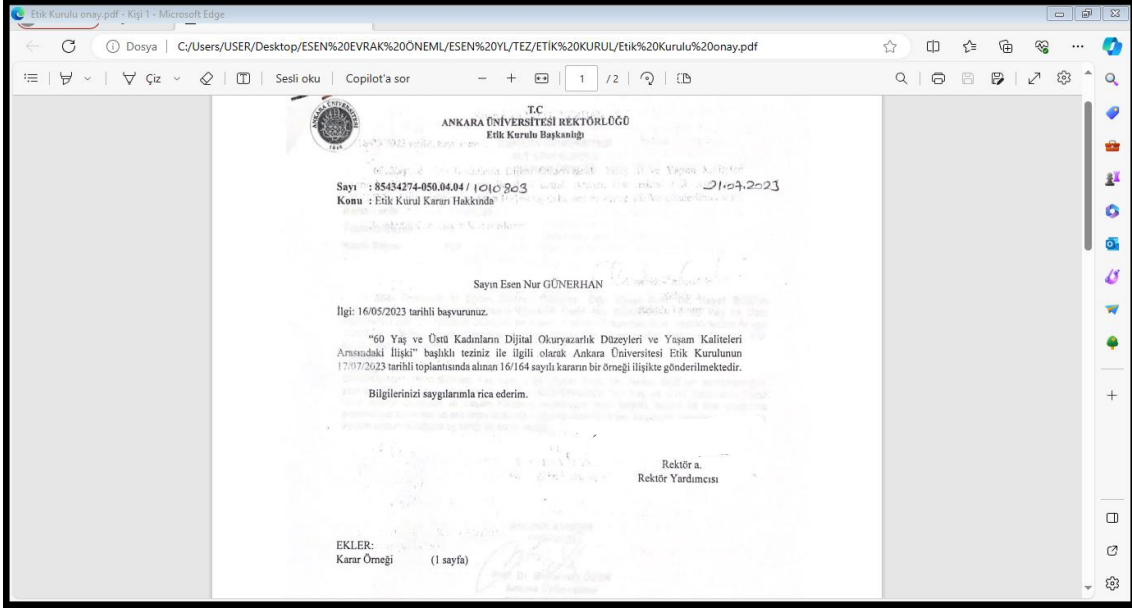 Etik Kurulu onay.pdf - Kişi 1 - Microsoft Edge
Dosya C:/Users/USER/Desktop/ESEN%20EVRAK%20ÖNEML/ESEN%20YL/TEZ/ETİK%20KURUL/Etik%20Kurulu%20onay.pdf
Çiz Sesli oku Copilot'a sor 1 / 2
T.C
ANKARA ÜNİVERSİTESİ REKTÖRLÜĞÜ
Etik Kurulu Başkanlığı
Sayı : 85434274-050.04.04 / 1010803 21.07.2023
Konu : Etik Kurul Kararı Hakkında
Sayın Esen Nur GÜNERHAN
İlgi: 16/05/2023 tarihli başvurunuz.
“60 Yaş ve Üstü Kadınların Dijital Okuryazarlık Düzeyleri ve Yaşam Kaliteleri
Arasındaki İlişki” başlıklı teziniz ile ilgili olarak Ankara Üniversitesi Etik Kurulunun
17/07/2023 tarihli toplantısında alınan 16/164 sayılı kararın bir örneği ilişikte gönderilmektedir.
Bilgilerinizi saygılarımla rica ederim.
Rektör a.
Rektör Yardımcısı
EKLER:
Karar Örneği (1 sayfa)